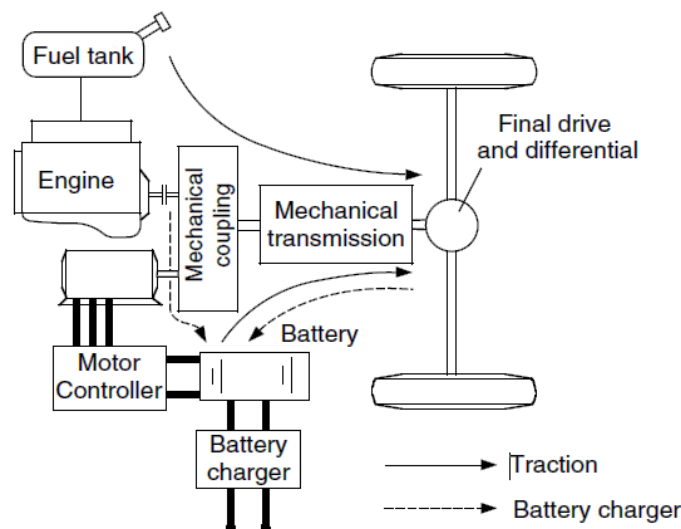 Fuel tank
Final drive
and differential
Engine
Mechanical
coupling
Mechanical
transmission
Battery
Motor
Controller
Battery
charger
Traction
Battery charger